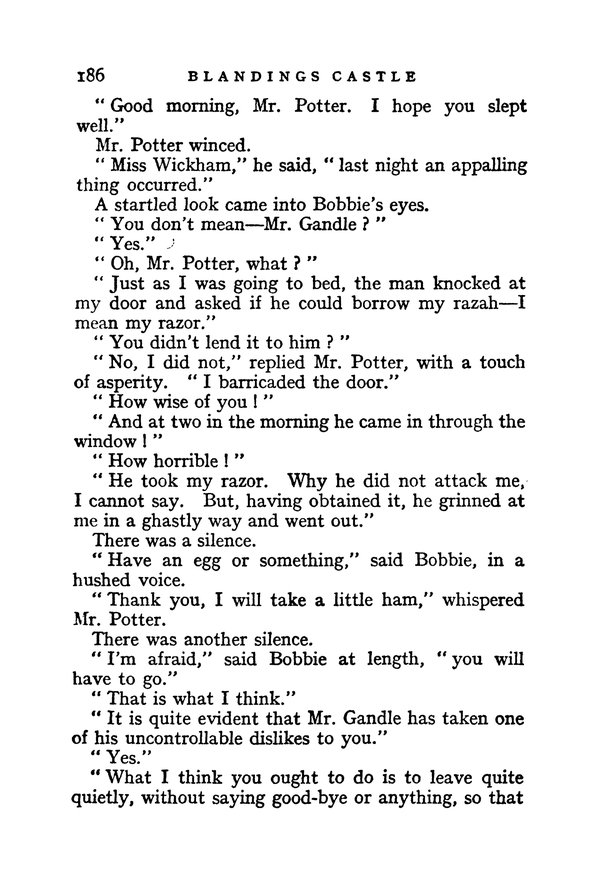 186 BLANDINGS CASTLE
“ Good morning, Mr. Potter. I hope you slept
well.”
Mr. Potter winced.
“ Miss Wickham,” he said, “ last night an appalling
thing occurred.”
A startled look came into Bobbie’s eyes.
“ You don’t mean—Mr. Gandle ? ”
“ Yes.”
“ Oh, Mr. Potter, what ? ”
“ Just as I was going to bed, the man knocked at
my door and asked if he could borrow my razah—I
mean my razor.”
“ You didn’t lend it to him ? ”
“ No, I did not,” replied Mr. Potter, with a touch
of asperity. “ I barricaded the door.”
“ How wise of you ! ”
“ And at two in the morning he came in through the
window ! ”
“ How horrible ! ”
“ He took my razor. Why he did not attack me,
I cannot say. But, having obtained it, he grinned at
me in a ghastly way and went out.”
There was a silence.
“ Have an egg or something,” said Bobbie, in a
hushed voice.
“ Thank you, I will take a little ham,” whispered
Mr. Potter.
There was another silence.
“ I’m afraid,” said Bobbie at length, “ you will
have to go.”
“ That is what I think.”
“ It is quite evident that Mr. Gandle has taken one
of his uncontrollable dislikes to you.”
“ Yes.”
“ What I think you ought to do is to leave quite
quietly, without saying good-bye or anything, so that